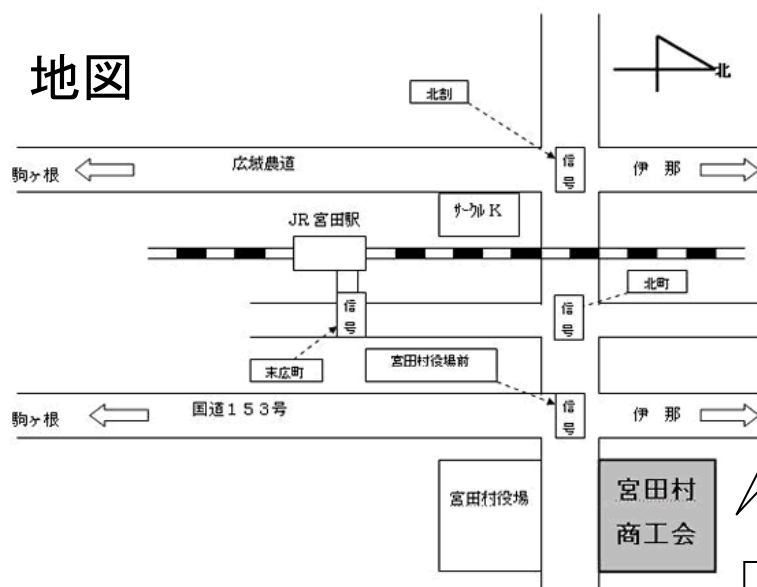 地図
北
北割
駒ヶ根
広域農道
信号
伊 那
サークルK
JR 宮田駅
北町
信号
信号
末広町
宮田村役場前
駒ヶ根
国道１５３号
信号
伊 那
宮田村役場
宮田村
商工会